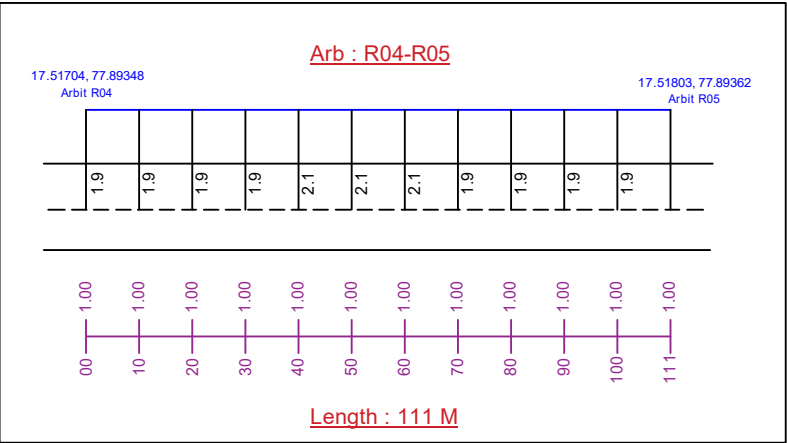 Arb : R04-R05
17.51704, 77.89348
Arbit R04
17.51803, 77.89362
Arbit R05
1.9 1.9 1.9 1.9 2.1 2.1 2.1 1.9 1.9 1.9 1.9
1.00 1.00 1.00 1.00 1.00 1.00 1.00 1.00 1.00 1.00 1.00 1.00
00 10 20 30 40 50 60 70 80 90 100 111
Length : 111 M